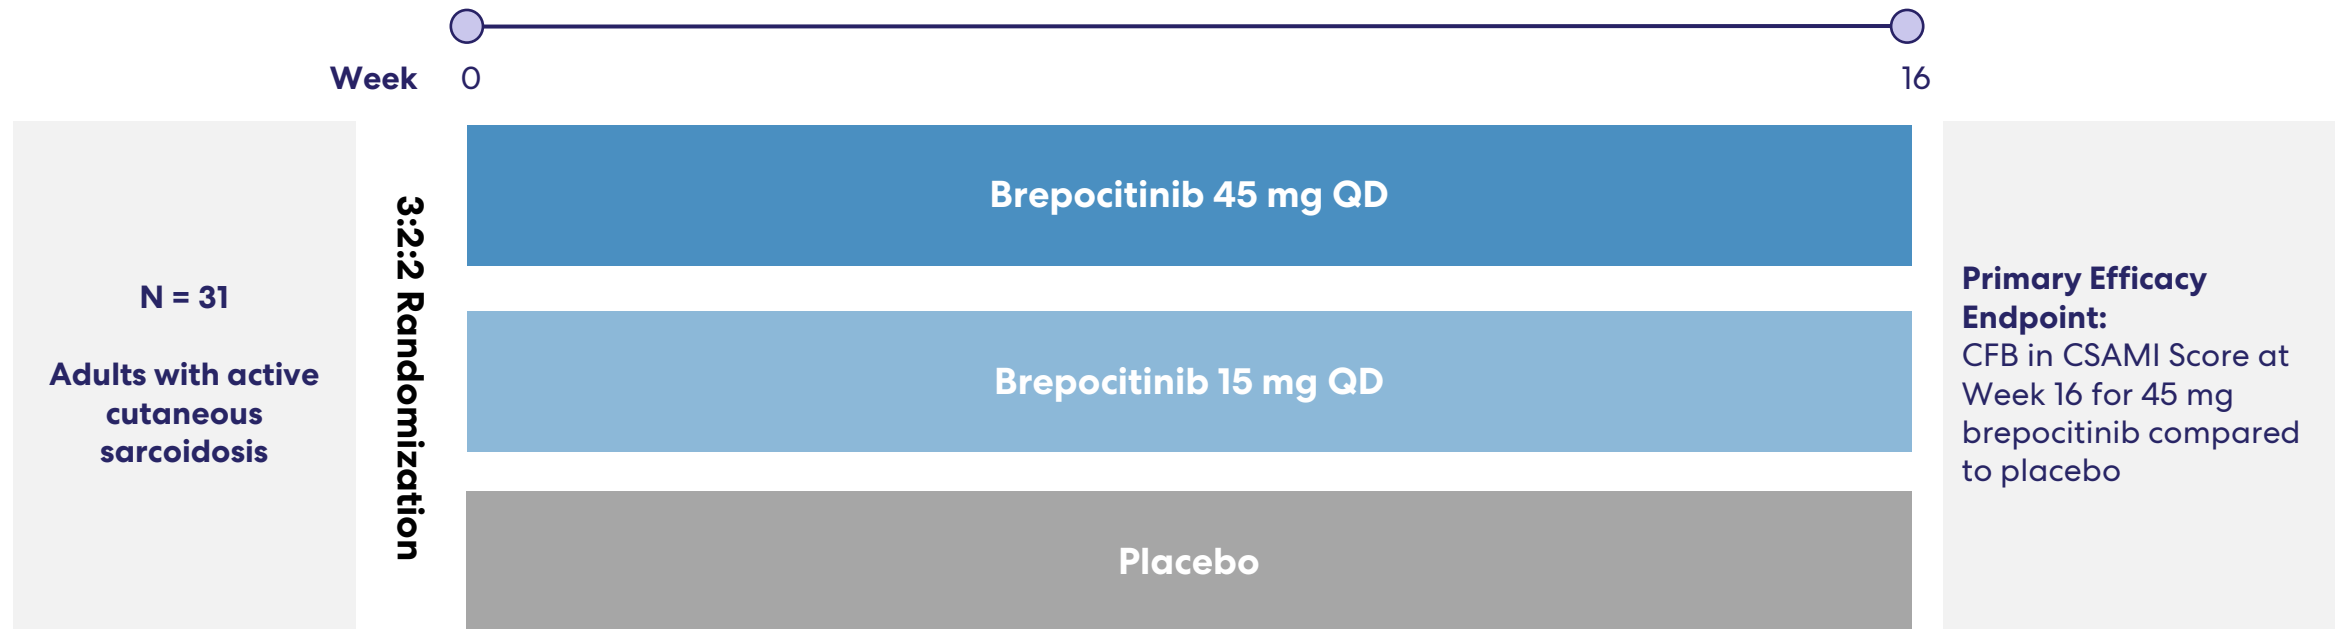 Week 0 16
N = 31
Adults with active
cutaneous
sarcoidosis
3:2:2 Randomization
Brepocitinib 45 mg QD
Brepocitinib 15 mg QD
Placebo
Primary Efficacy
Endpoint:
CFB in CSAMI Score at
Week 16 for 45 mg
brepocitinib compared
to placebo